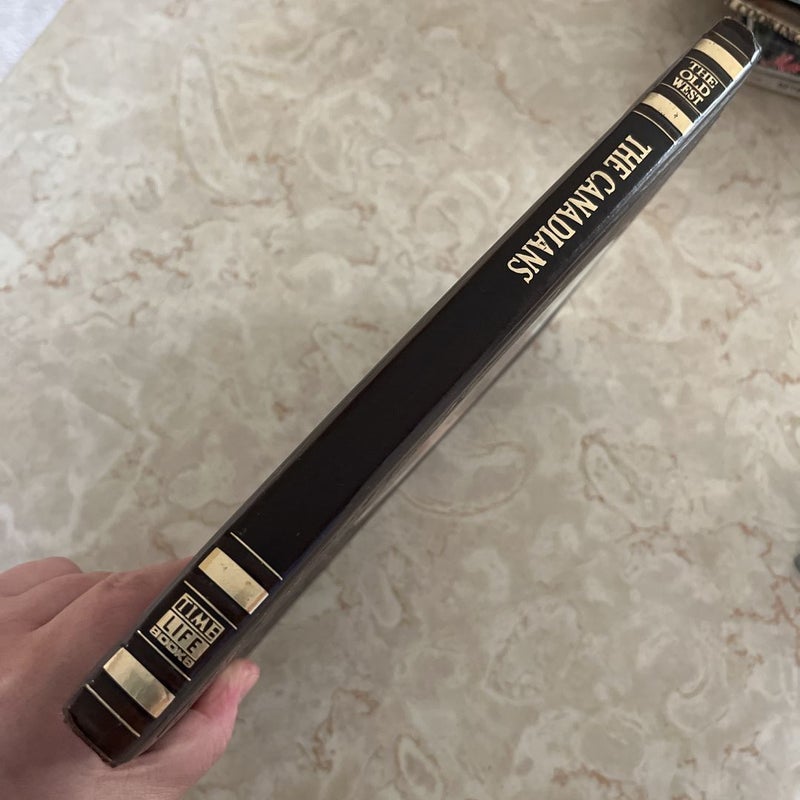 THE
OLD
WEST
THE CANADIANS
TIME
LIFE
BOOKS